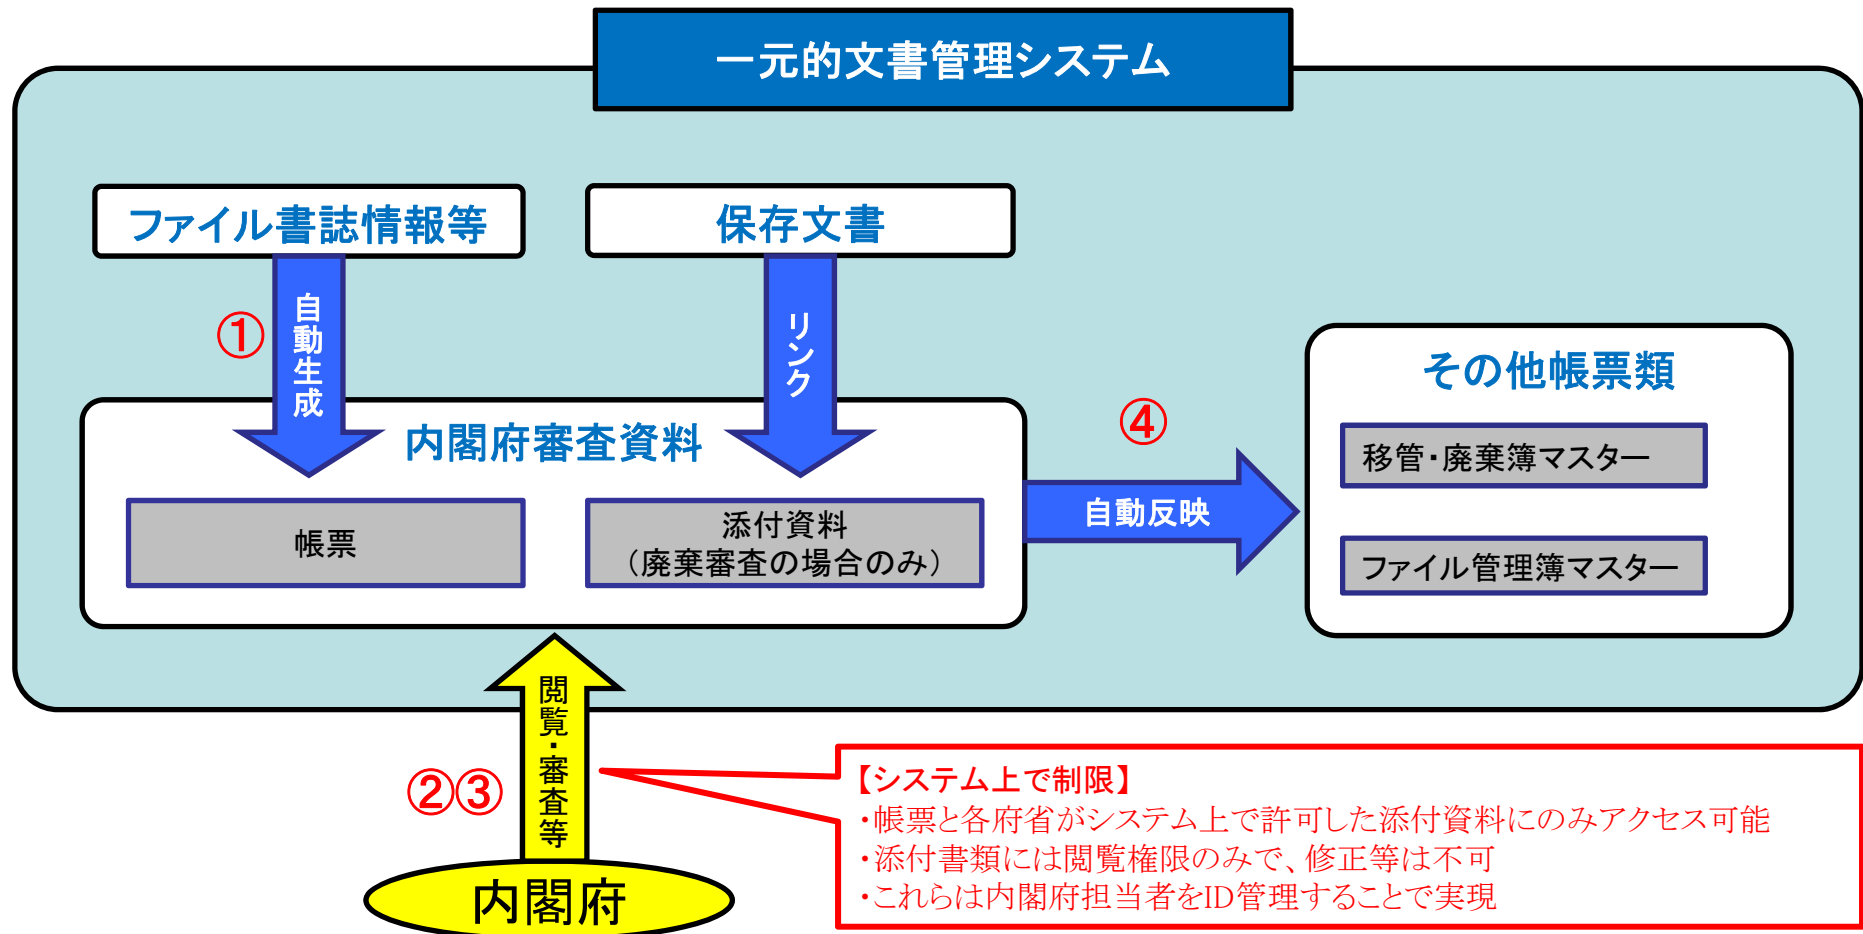 一元的文書管理システム
ファイル書誌情報等
保存文書
①
自動生成
リンク
内閣府審査資料
帳票
添付資料
（廃棄審査の場合のみ）
④
自動反映
その他帳票類
移管・廃棄簿マスター
ファイル管理簿マスター
②③
閲覧・審査等
内閣府
【システム上で制限】
・帳票と各府省がシステム上で許可した添付資料にのみアクセス可能
・添付書類には閲覧権限のみで、修正等は不可
・これらは内閣府担当者をID管理することで実現